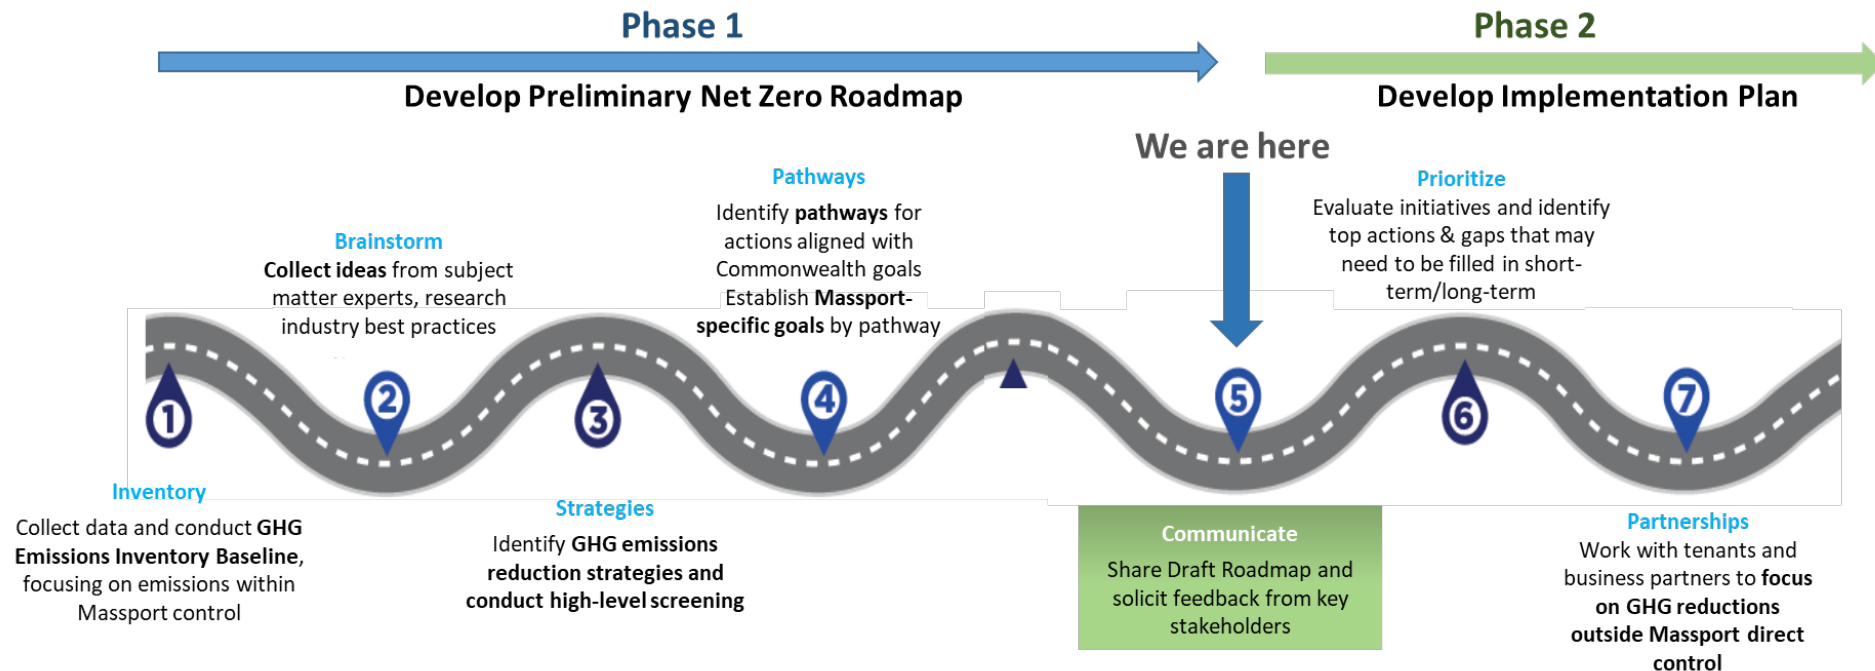 Phase 1
Develop Preliminary Net Zero Roadmap
Phase 2
Develop Implementation Plan
We are here
Inventory
Collect data and conduct GHG
Emissions Inventory Baseline,
focusing on emissions within
Massport control
1
Brainstorm
Collect ideas from subject
matter experts, research
industry best practices
2
Strategies
Identify GHG emissions
reduction strategies and
conduct high-level screening
3
Pathways
Identify pathways for
actions aligned with
Commonwealth goals
Establish Massport-
specific goals by pathway
4
Communicate
Share Draft Roadmap and
solicit feedback from key
stakeholders
5
Prioritize
Evaluate initiatives and identify
top actions & gaps that may
need to be filled in short-
term/long-term
6
Partnerships
Work with tenants and
business partners to focus
on GHG reductions
outside Massport direct
control
7